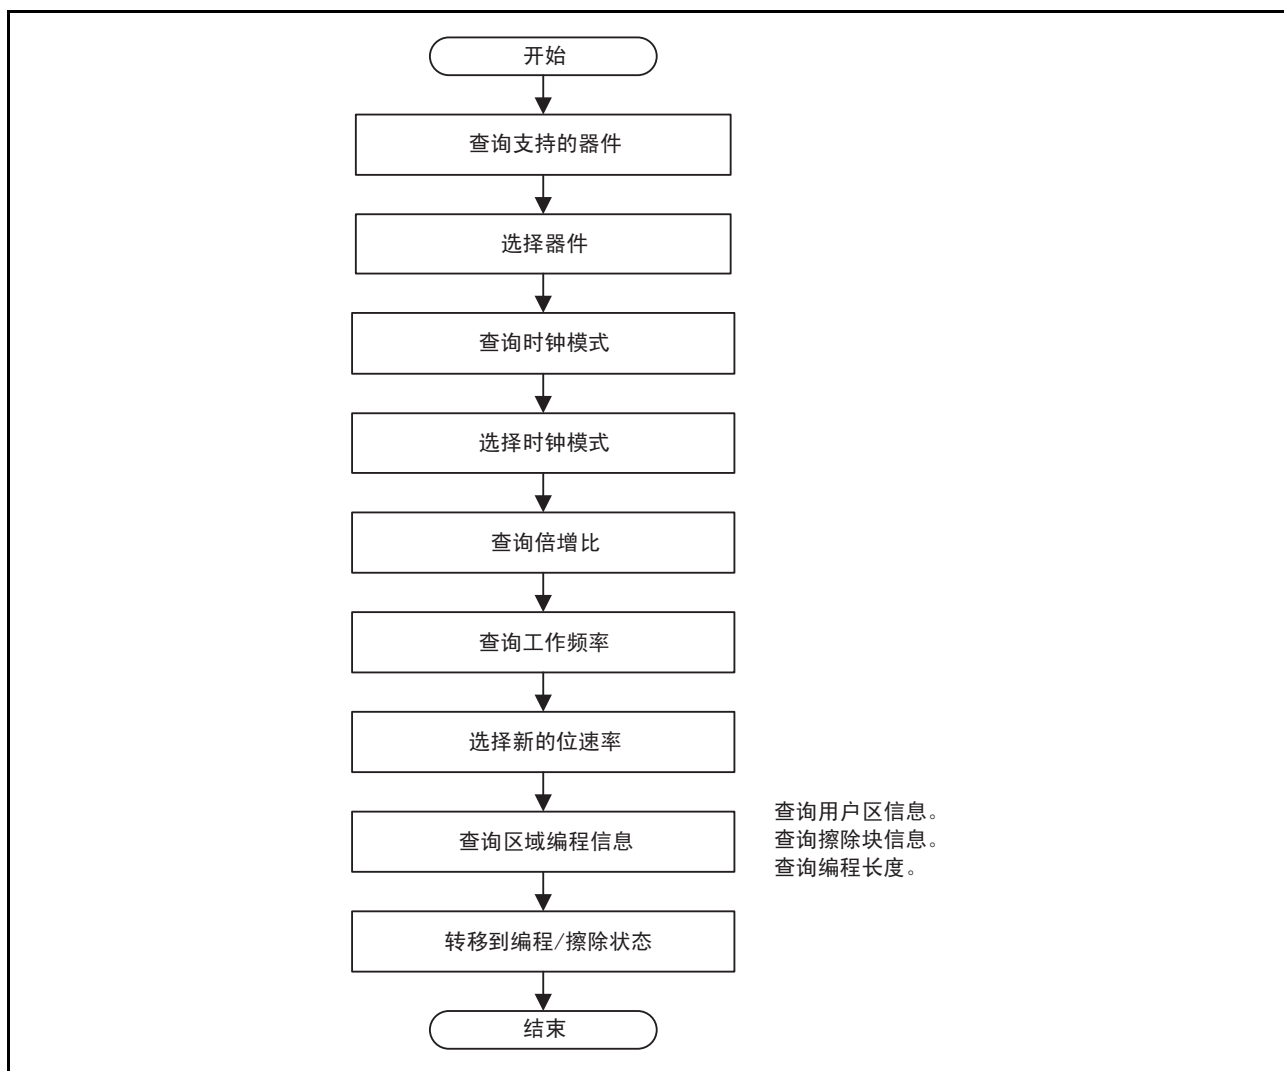 开始
查询支持的器件
选择器件
查询时钟模式
选择时钟模式
查询倍增比
查询工作频率
选择新的位速率
查询区域编程信息
查询用户区信息。
查询擦除块信息。
查询编程长度。
转移到编程/擦除状态
结束